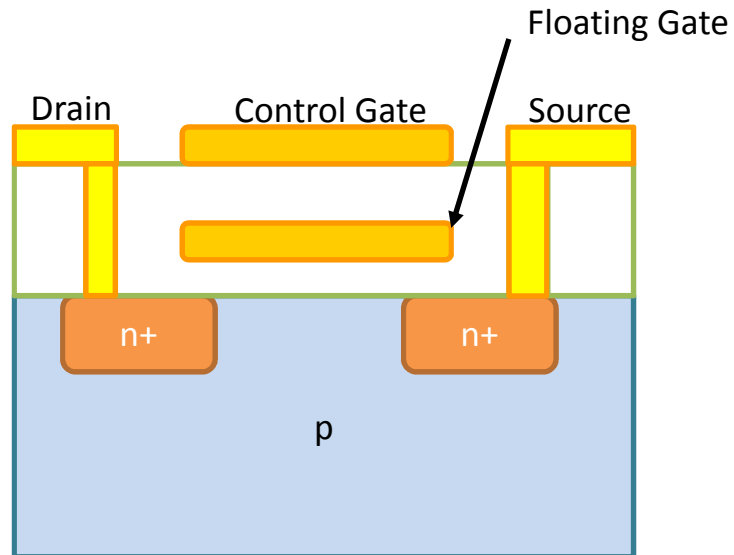 Floating Gate
Drain
Control Gate
Source
n+
n+
p